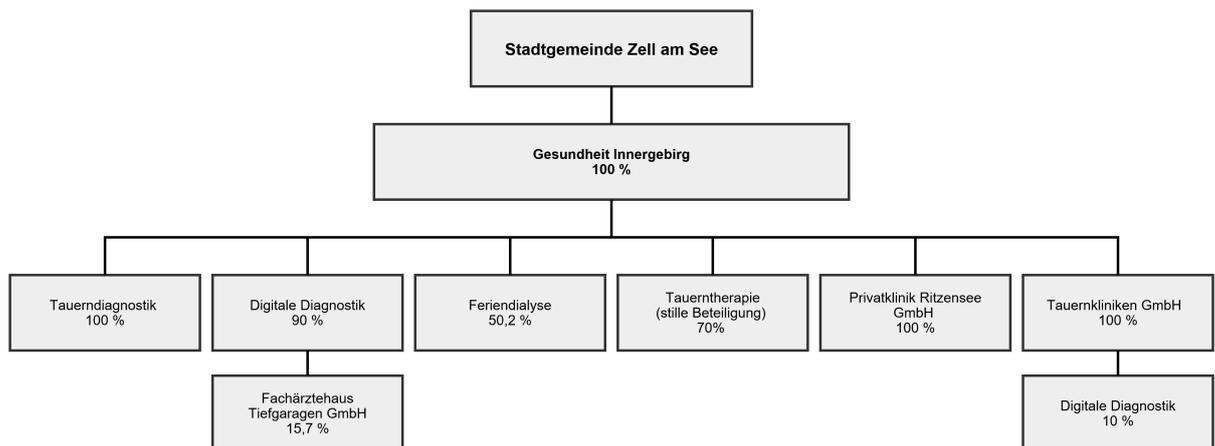 Stadtgemeinde Zell am See
Gesundheit Innergebirg
100 %
Tauerndiagnostik
100 %
Digitale Diagnostik
90 %
Feriendialyse
50,2 %
Tauerntherapie
(stille Beteiligung)
70%
Privatklinik Ritzensee
GmbH
100 %
Tauernkliniken GmbH
100 %
Fachärztehaus
Tiefgaragen GmbH
15,7 %
Digitale Diagnostik
10 %